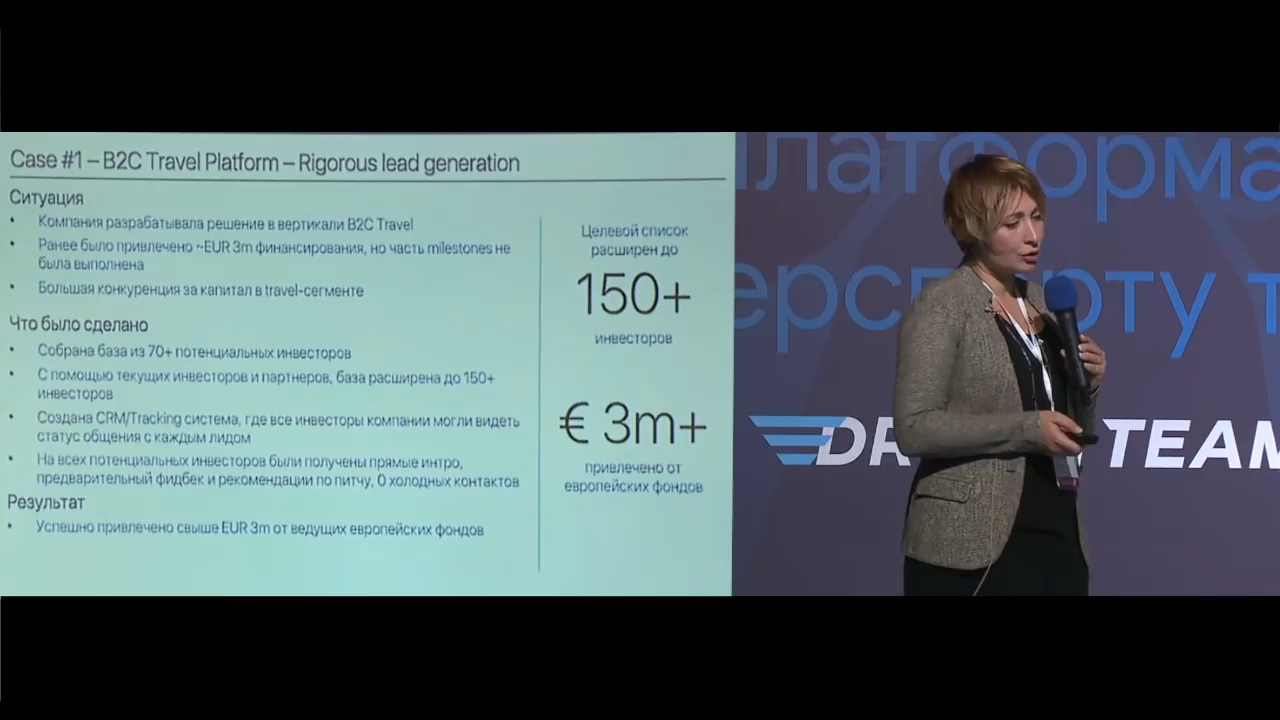 Case #1 – B2C Travel Platform – Rigorous lead generation
Ситуация
• Компания разрабатывала решение в вертикали B2C Travel
• Ранее было привлечено ~EUR 3m финансирования, но часть milestones не
была выполнена
• Большая конкуренция за капитал в travel-сегменте
Что было сделано
• Собрана база из 70+ потенциальных инвесторов
• С помощью текущих инвесторов и партнеров, база расширена до 150+
инвесторов
• Создана CRM/Tracking система, где все инвесторы компании могли видеть
статус общения с каждым лидом
• На всех потенциальных инвесторов были получены прямые интро,
предварительный фидбек и рекомендации по питчу, 0 холодных контактов
Результат
• Успешно привлечено свыше EUR 3m от ведущих европейских фондов
Целевой список
расширен до
150+
инвесторов
€ 3m+
привлечено от
европейских фондов
латформа
TEAM